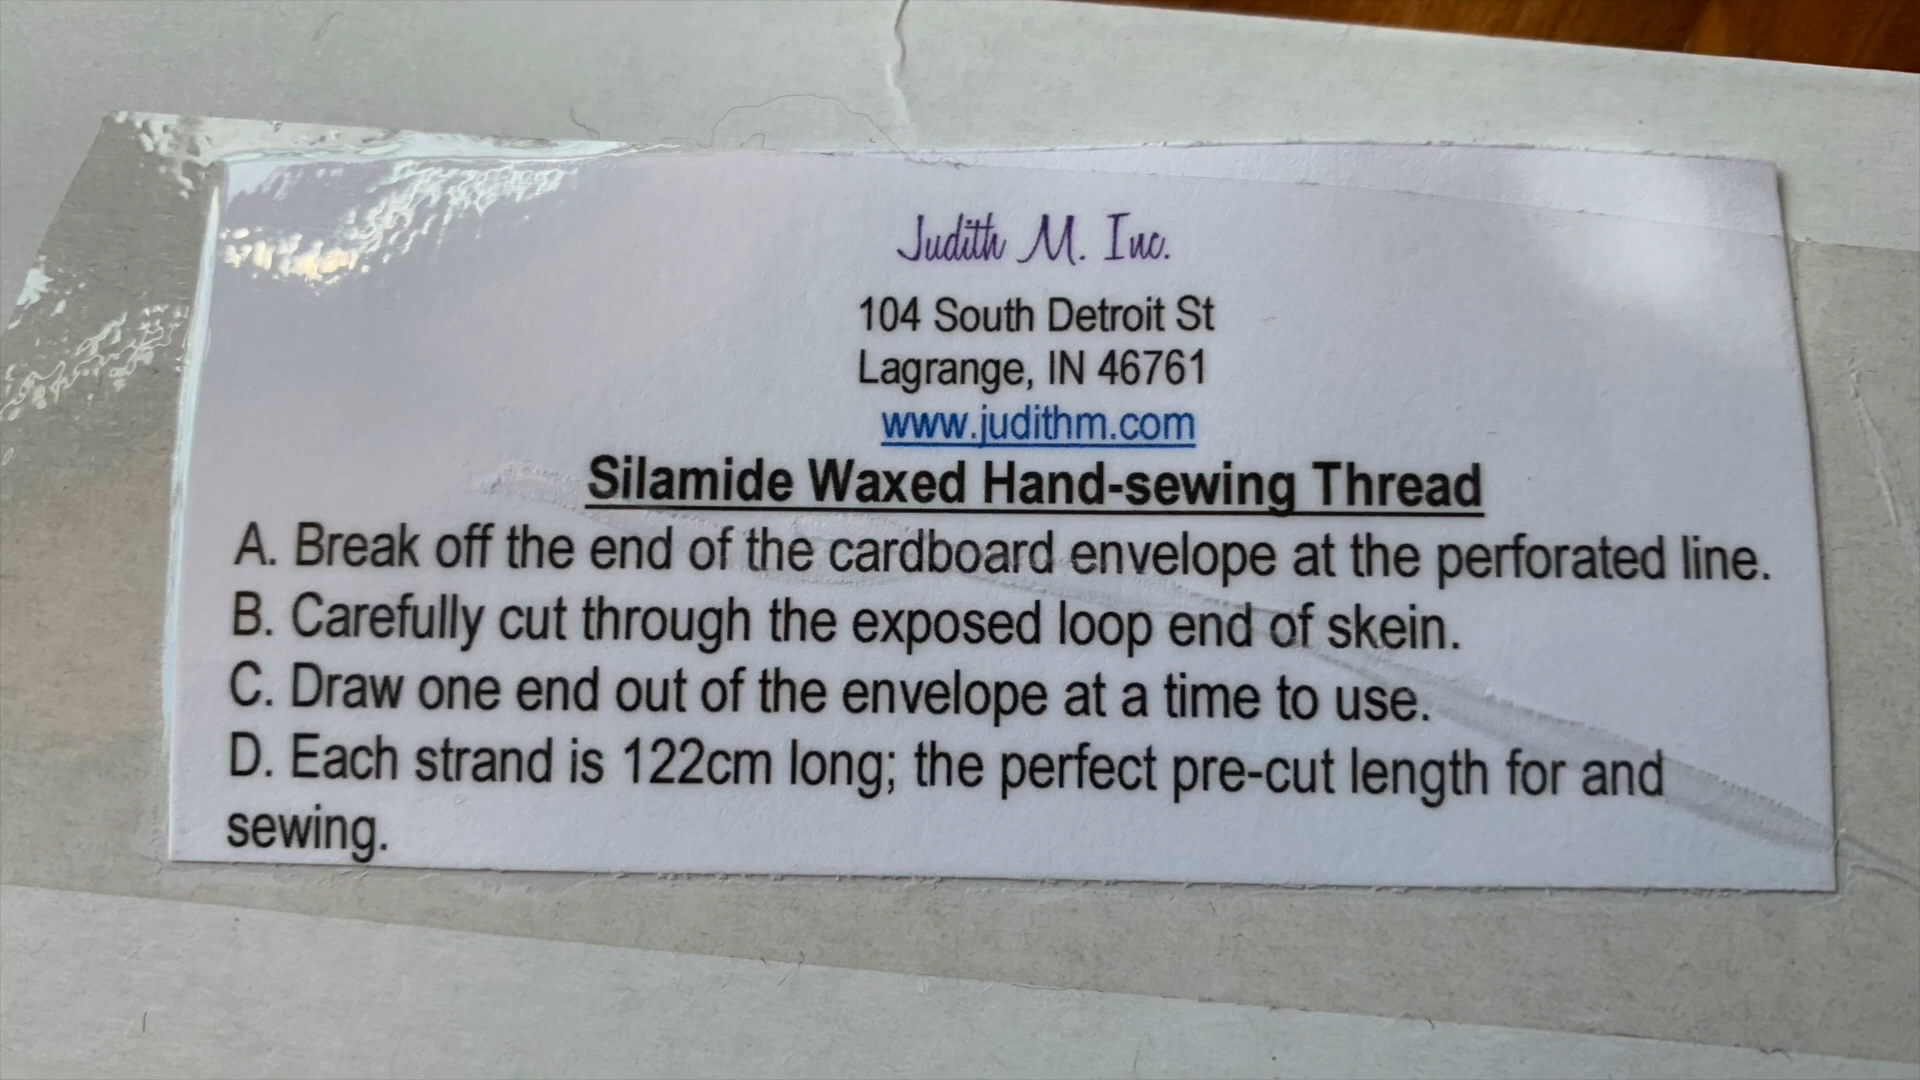 Judith M. Inc.
104 South Detroit St
Lagrange, IN 46761
www.judithm.com
Silamide Waxed Hand-sewing Thread
A. Break off the end of the cardboard envelope at the perforated line.
B. Carefully cut through the exposed loop end of skein.
C. Draw one end out of the envelope at a time to use.
D. Each strand is 122cm long; the perfect pre-cut length for and
sewing.